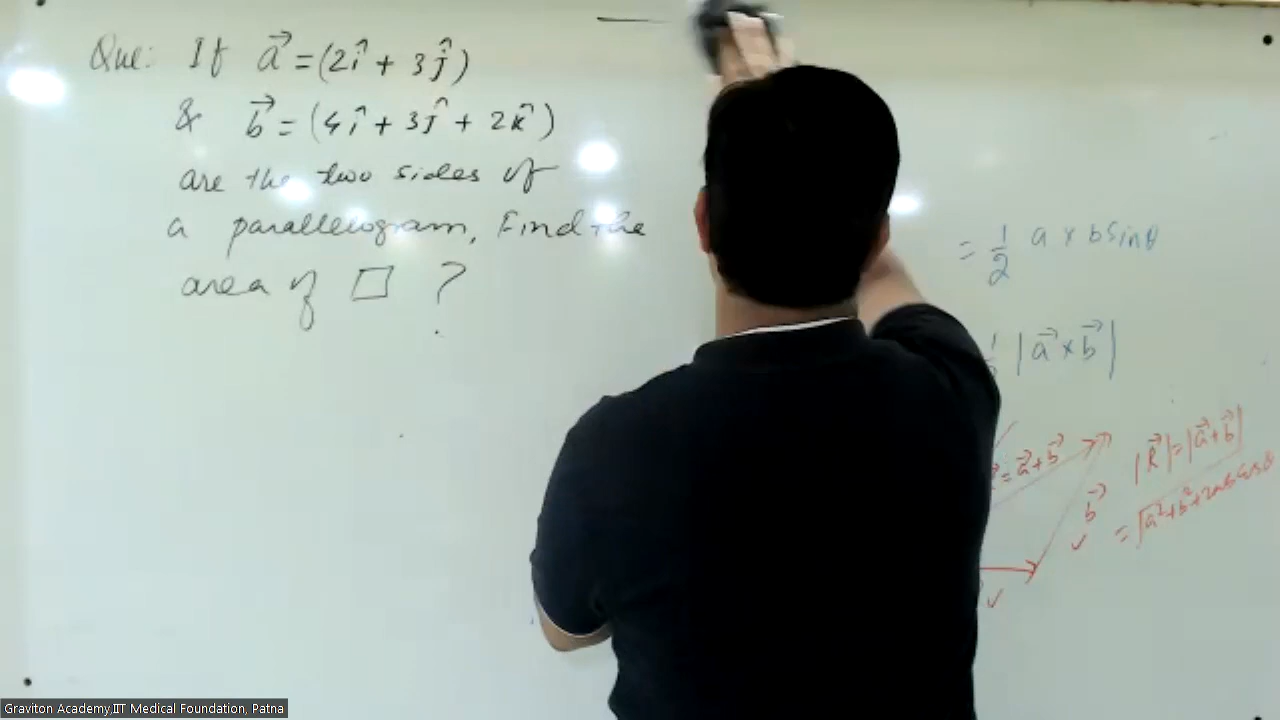 Que: If a⃗ = (2î + 3ĵ)
& b⃗ = (4î + 3ĵ + 2k̂)
are the two sides of
a parallelogram, Find the
area of □ ?
= 1/2 a × b sinθ
|a⃗ × b⃗|
= a⃗ + b⃗
|R⃗| = |a⃗ + b⃗|
= √a² + b² + 2ab cosθ
b⃗
Graviton Academy,IIT Medical Foundation, Patna